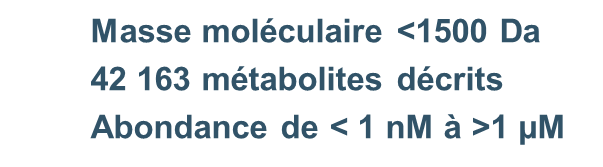 Masse moléculaire <1500 Da
42 163 métabolites décrits
Abondance de < 1 nM à >1 µM